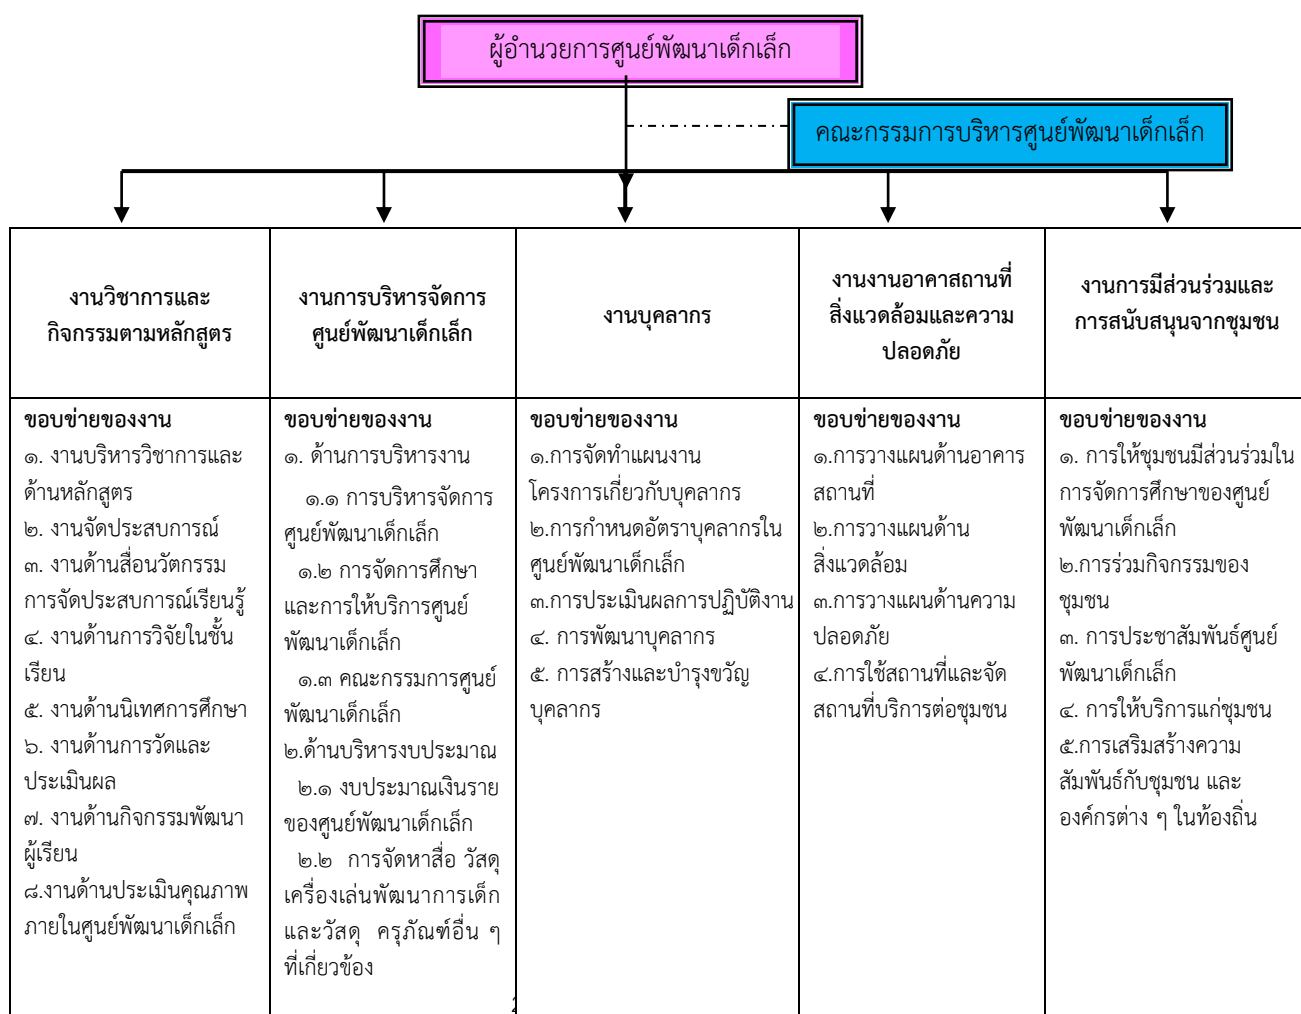 ผู้อำนวยการศูนย์พัฒนาเด็กเล็ก
คณะกรรมการบริหารศูนย์พัฒนาเด็กเล็ก
งานวิชาการและ
กิจกรรมตามหลักสูตร
งานการบริหารจัดการ
ศูนย์พัฒนาเด็กเล็ก
งานบุคลากร
งานงานอาคาสถานที่
สิ่งแวดล้อมและความ
ปลอดภัย
งานการมีส่วนร่วมและ
การสนับสนุนจากชุมชน
ขอบข่ายของงาน
๑. งานบริหารวิชาการและ
ด้านหลักสูตร
๒. งานจัดประสบการณ์
๓. งานด้านสื่อนวัตกรรม
การจัดประสบการณ์เรียนรู้
๔. งานด้านการวิจัยในชั้น
เรียน
๕. งานด้านนิเทศการศึกษา
๖. งานด้านการวัดและ
ประเมินผล
๗. งานด้านกิจกรรมพัฒนา
ผู้เรียน
๘.งานด้านประเมินคุณภาพ
ภายในศูนย์พัฒนาเด็กเล็ก
ขอบข่ายของงาน
๑. ด้านการบริหารงาน
๑.๑ การบริหารจัดการ
ศูนย์พัฒนาเด็กเล็ก
๑.๒ การจัดการศึกษา
และการให้บริการศูนย์
พัฒนาเด็กเล็ก
๑.๓ คณะกรรมการศูนย์
พัฒนาเด็กเล็ก
๒.ด้านบริหารงบประมาณ
๒.๑ งบประมาณเงินราย
ของศูนย์พัฒนาเด็กเล็ก
๒.๒ การจัดหาสื่อ วัสดุ
เครื่องเล่นพัฒนาการเด็ก
และวัสดุ ครุภัณฑ์อื่น ๆ
ที่เกี่ยวข้อง
ขอบข่ายของงาน
๑.การจัดทำแผนงาน
โครงการเกี่ยวกับบุคลากร
๒.การกำหนดอัตราบุคลากรใน
ศูนย์พัฒนาเด็กเล็ก
๓.การประเมินผลการปฏิบัติงาน
๔. การพัฒนาบุคลากร
๕. การสร้างและบำรุงขวัญ
บุคลากร
ขอบข่ายของงาน
๑.การวางแผนด้านอาคาร
สถานที่
๒.การวางแผนด้าน
สิ่งแวดล้อม
๓.การวางแผนด้านความ
ปลอดภัย
๔.การใช้สถานที่และจัด
สถานที่บริการต่อชุมชน
ขอบข่ายของงาน
๑. การให้ชุมชนมีส่วนร่วมใน
การจัดการศึกษาของศูนย์
พัฒนาเด็กเล็ก
๒.การร่วมกิจกรรมของ
ชุมชน
๓. การประชาสัมพันธ์ศูนย์
พัฒนาเด็กเล็ก
๔. การให้บริการแก่ชุมชน
๕.การเสริมสร้างความ
สัมพันธ์กับชุมชน และ
องค์กรต่าง ๆ ในท้องถิ่น